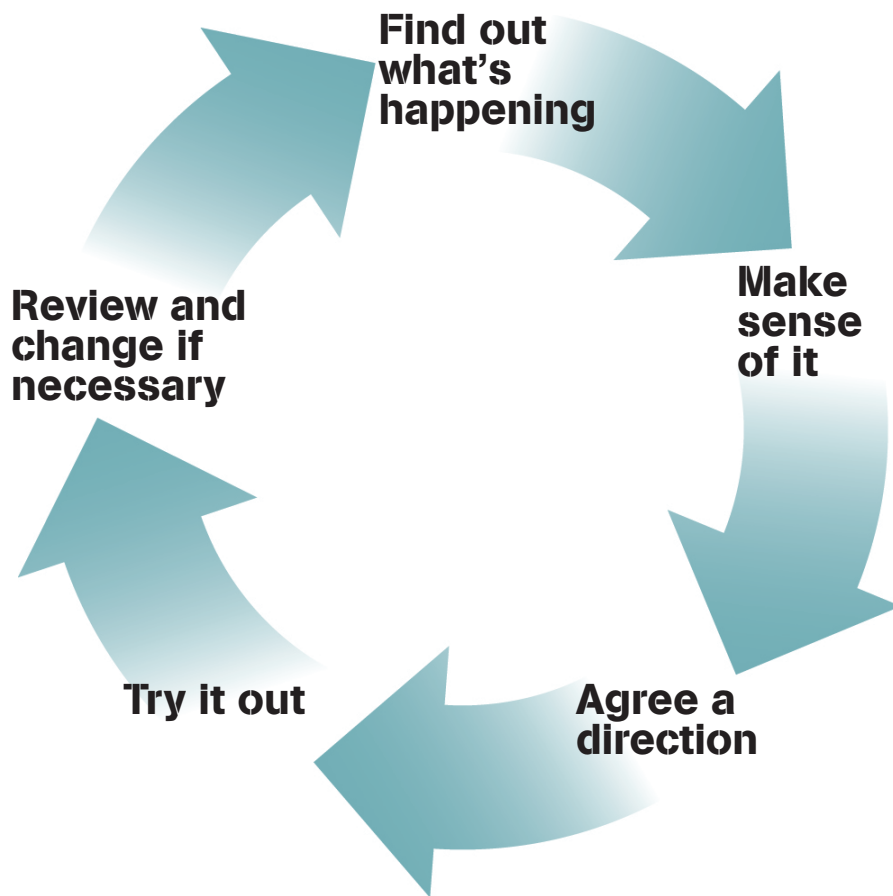 Find out
what's
happening
Make
sense
of it
Agree a
direction
Try it out
Review and
change if
necessary